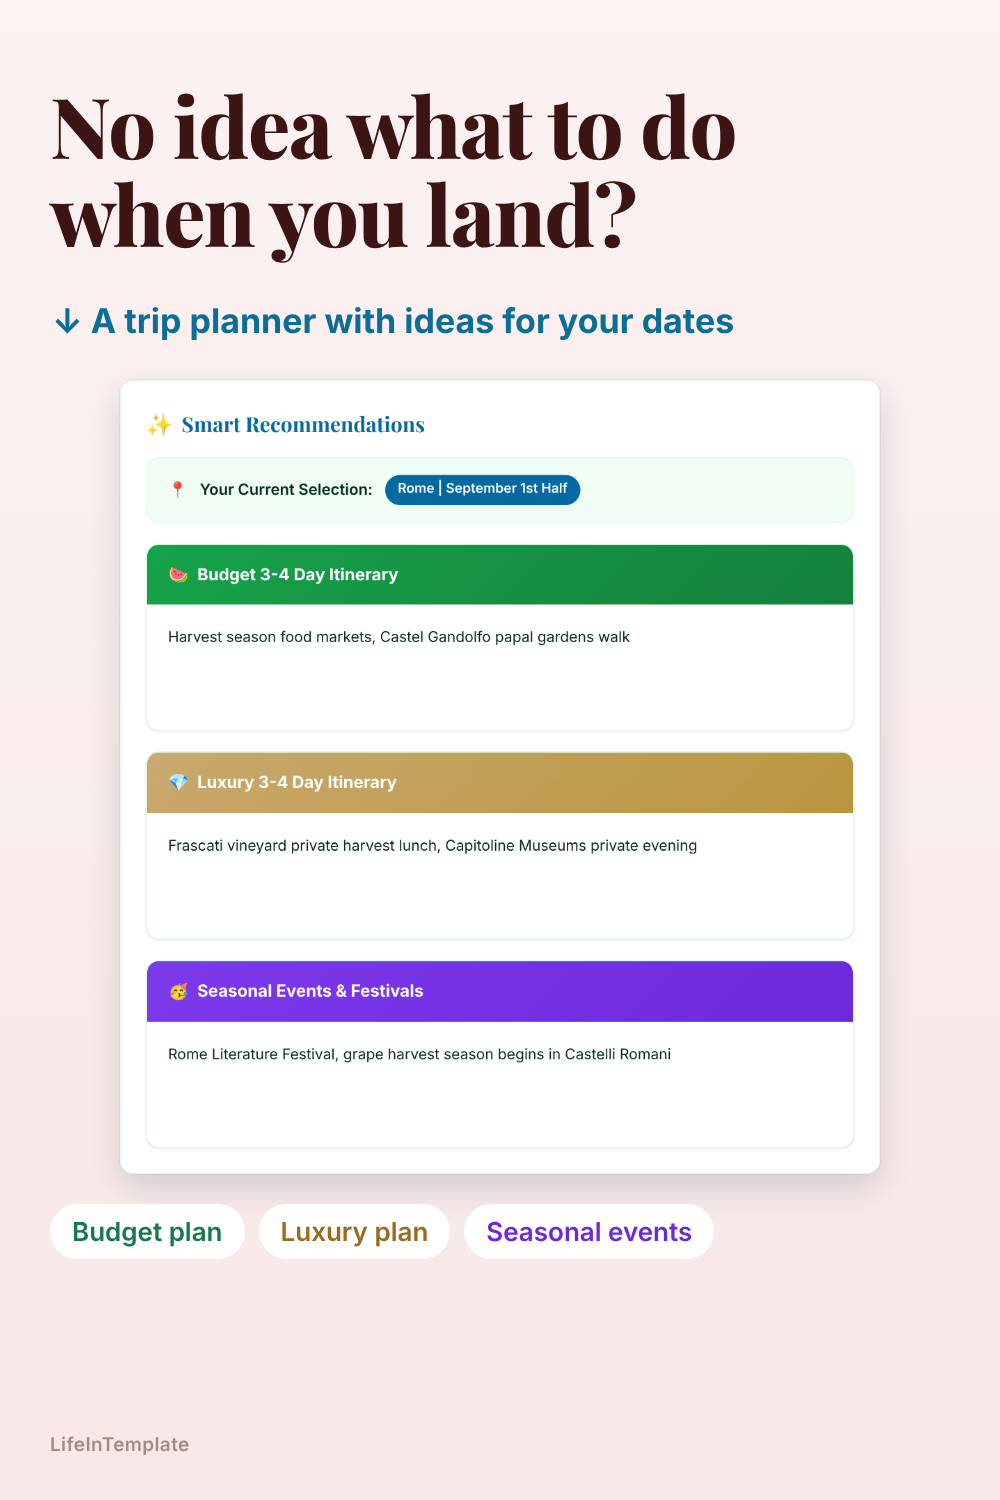 No idea what to do
when you land?
↓ A trip planner with ideas for your dates
✨ Smart Recommendations
📍 Your Current Selection: Rome | September 1st Half
🍉 Budget 3-4 Day Itinerary
Harvest season food markets, Castel Gandolfo papal gardens walk
💎 Luxury 3-4 Day Itinerary
Frascati vineyard private harvest lunch, Capitoline Museums private evening
🥳 Seasonal Events & Festivals
Rome Literature Festival, grape harvest season begins in Castelli Romani
Budget plan Luxury plan Seasonal events
LifeInTemplate